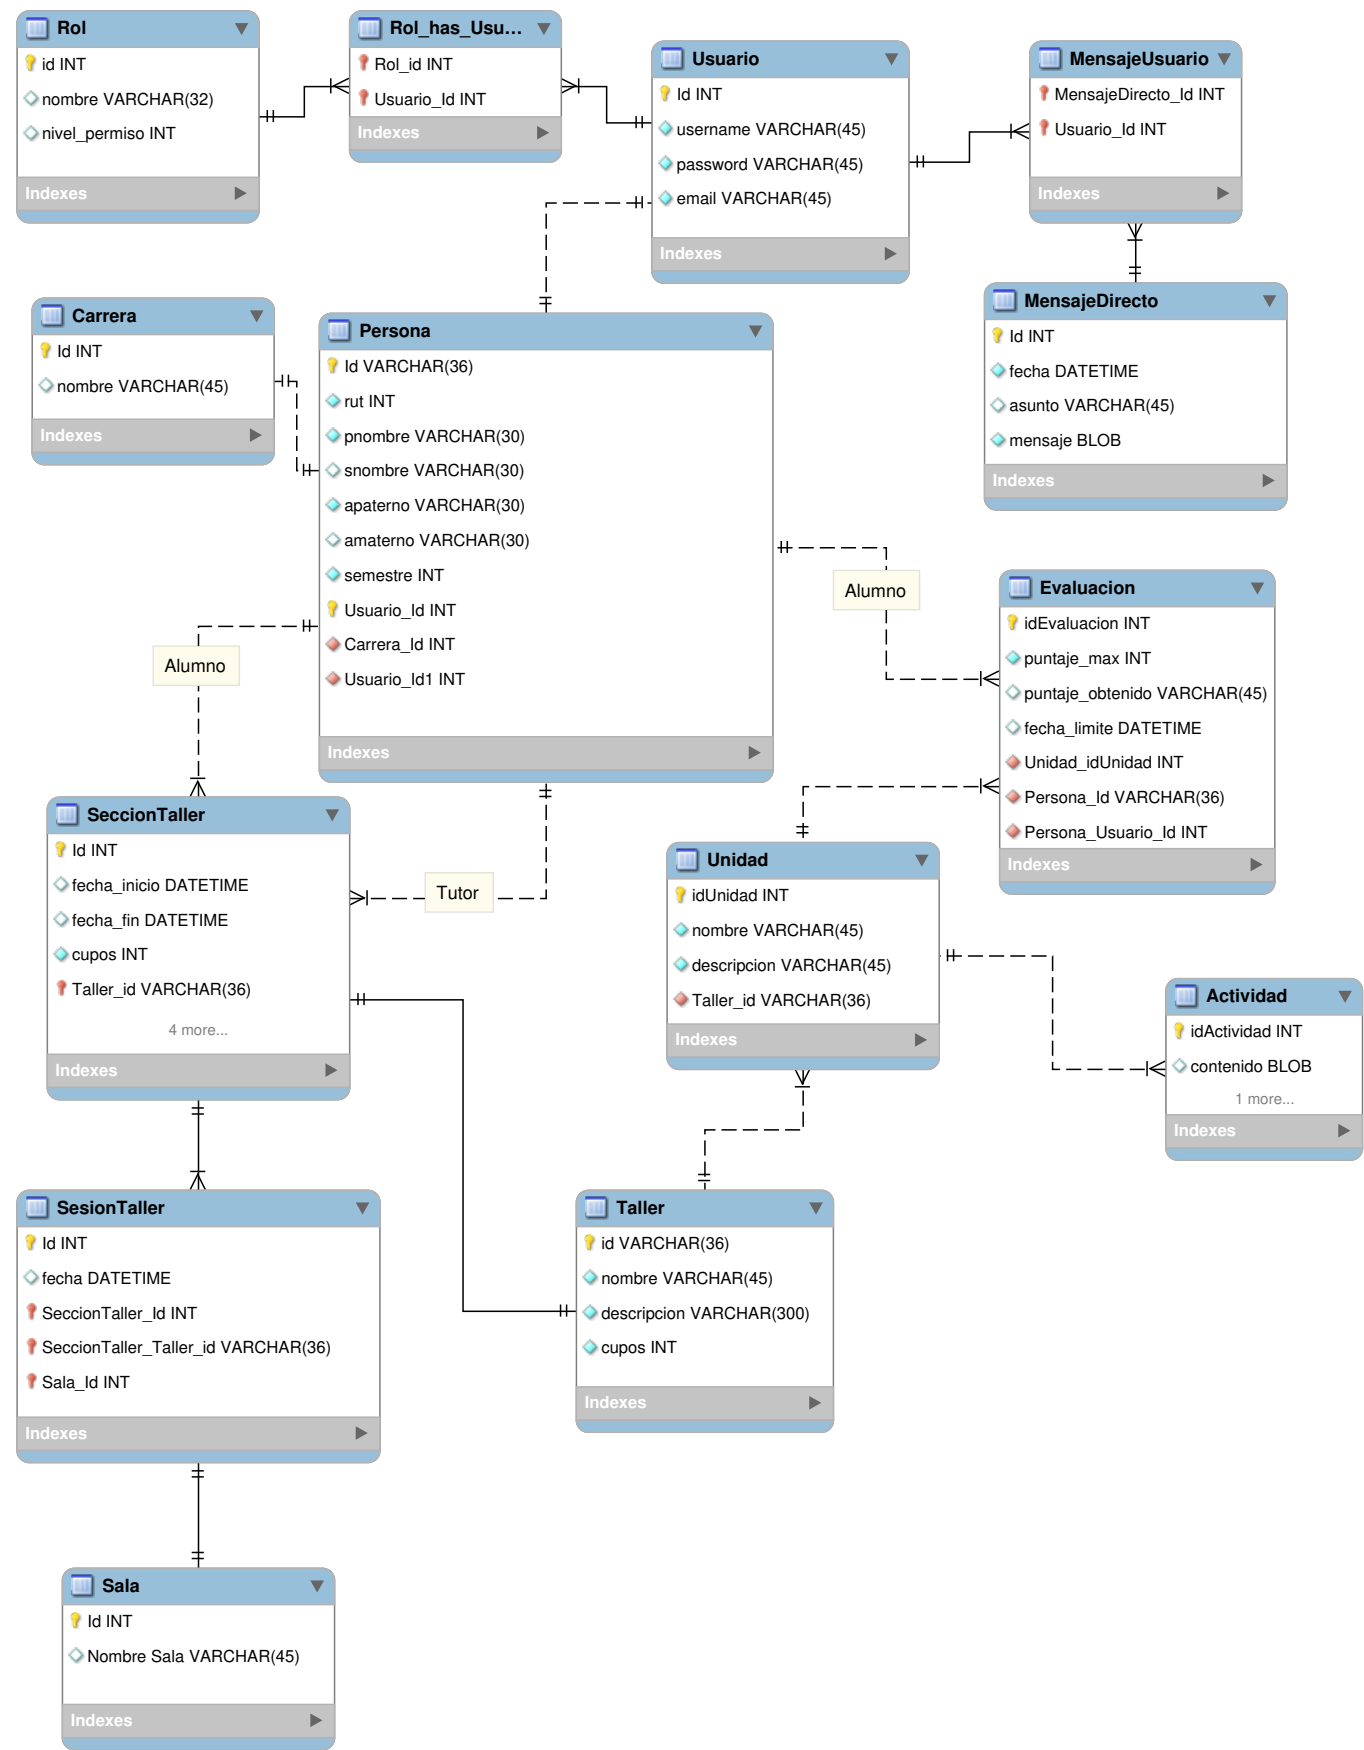 Rol
id INT
nombre VARCHAR(32)
nivel_permiso INT
Indexes
Rol_has_Usu...
Rol_id INT
Usuario_Id INT
Indexes
Usuario
Id INT
username VARCHAR(45)
password VARCHAR(45)
email VARCHAR(45)
Indexes
MensajeUsuario
MensajeDirecto_Id INT
Usuario_Id INT
Indexes
MensajeDirecto
Id INT
fecha DATETIME
asunto VARCHAR(45)
mensaje BLOB
Indexes
Carrera
Id INT
nombre VARCHAR(45)
Indexes
Persona
Id VARCHAR(36)
rut INT
pnombre VARCHAR(30)
snombre VARCHAR(30)
apaterno VARCHAR(30)
amaterno VARCHAR(30)
semestre INT
Usuario_Id INT
Carrera_Id INT
Usuario_Id1 INT
Indexes
Alumno
Alumno
Evaluacion
idEvaluacion INT
puntaje_max INT
puntaje_obtenido VARCHAR(45)
fecha_limite DATETIME
Unidad_idUnidad INT
Persona_Id VARCHAR(36)
Persona_Usuario_Id INT
Indexes
SeccionTaller
Id INT
fecha_inicio DATETIME
fecha_fin DATETIME
cupos INT
Taller_id VARCHAR(36)
4 more...
Indexes
Tutor
Unidad
idUnidad INT
nombre VARCHAR(45)
descripcion VARCHAR(45)
Taller_id VARCHAR(36)
Indexes
Actividad
idActividad INT
contenido BLOB
1 more...
Indexes
SesionTaller
Id INT
fecha DATETIME
SeccionTaller_Id INT
SeccionTaller_Taller_id VARCHAR(36)
Sala_Id INT
Indexes
Taller
id VARCHAR(36)
nombre VARCHAR(45)
descripcion VARCHAR(300)
cupos INT
Indexes
Sala
Id INT
Nombre Sala VARCHAR(45)
Indexes